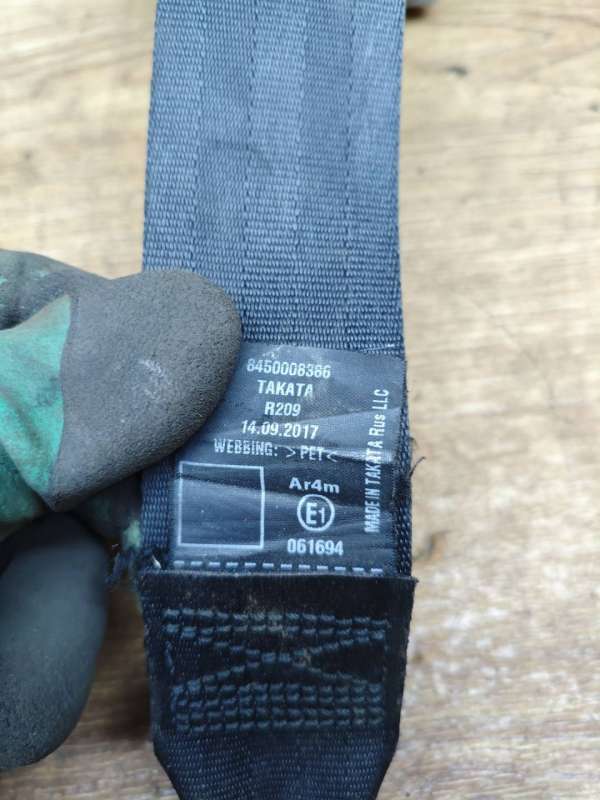 8450008386
TAKATA
R209
14.09.2017
WEBBING: >PET<
Ar4m
E1
061694
MADE IN TAKATA Rus LLC